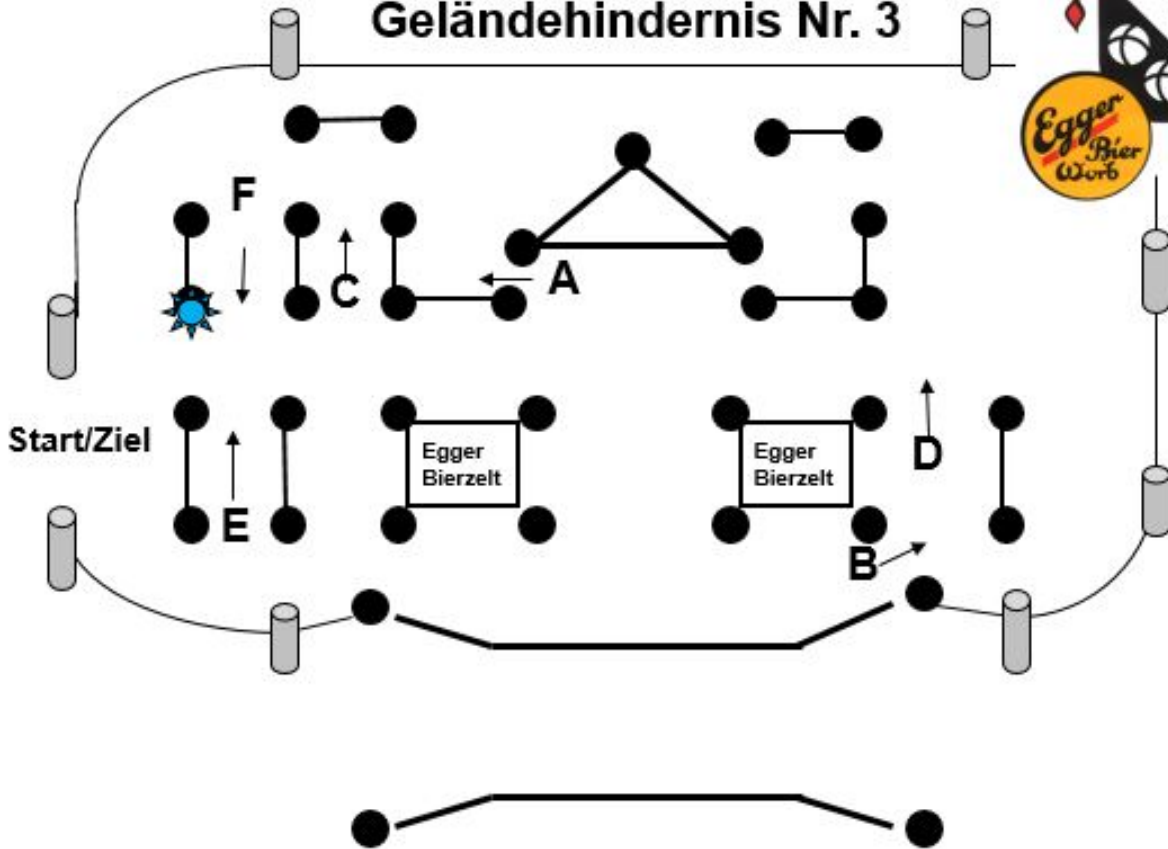 Geländehindernis Nr. 3
Egger
Bier
Worb
F
C
A
Start/Ziel
Egger
Bierzelt
Egger
Bierzelt
D
E
B